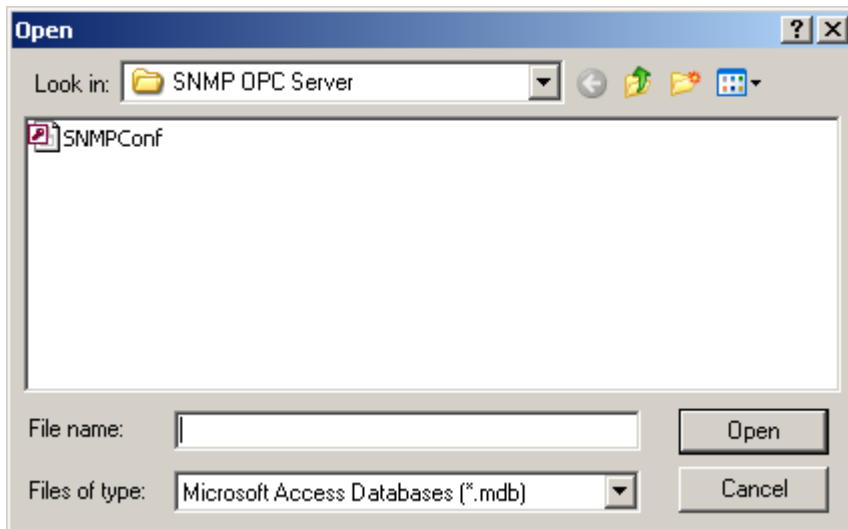 Open
Look in: SNMP OPC Server
SNMPConf
File name: Open
Files of type: Microsoft Access Databases (*.mdb) Cancel